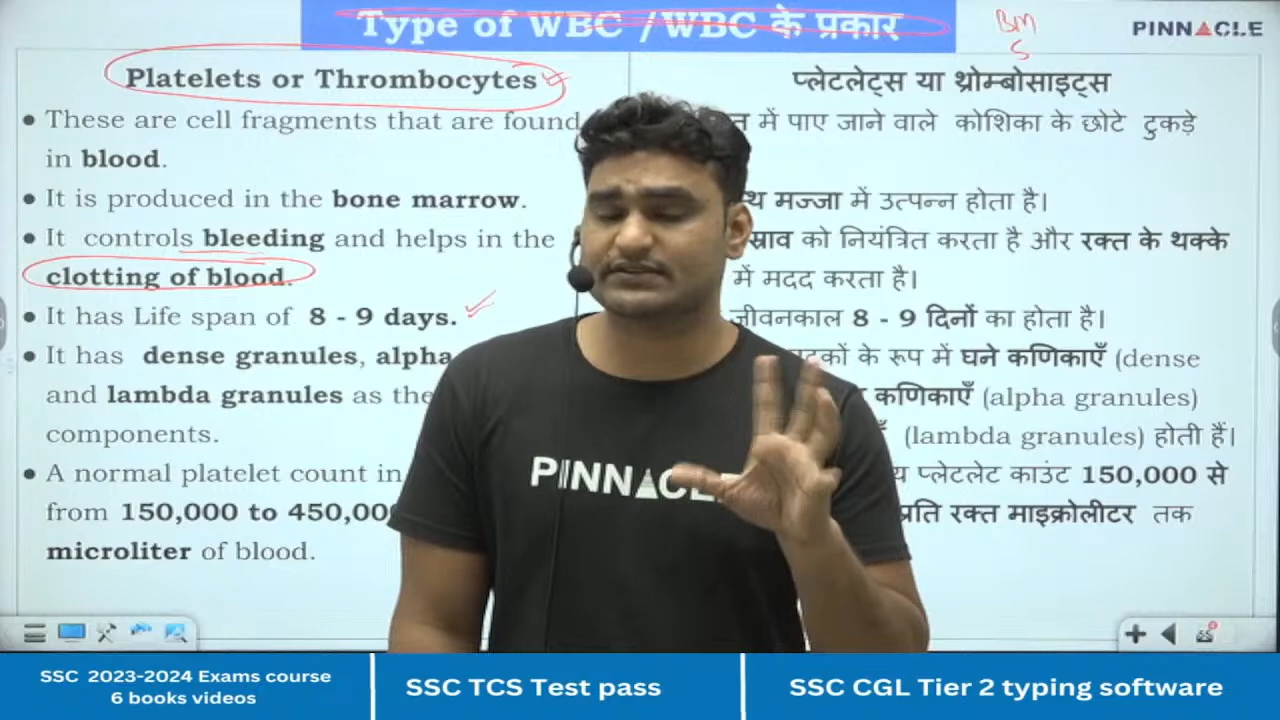 Type of WBC /WBC के प्रकार
BM
S
PINNACLE
Platelets or Thrombocytes
These are cell fragments that are found
in blood.
It is produced in the bone marrow.
It controls bleeding and helps in the
clotting of blood.
It has Life span of 8 - 9 days.
It has dense granules, alpha
and lambda granules as the
components.
A normal platelet count in
from 150,000 to 450,000
microliter of blood.
प्लेटलेट्स या थ्रोम्बोसाइट्स
में पाए जाने वाले कोशिका के छोटे टुकड़े
मज्जा में उत्पन्न होता है।
को नियंत्रित करता है और रक्त के थक्के
में मदद करता है।
जीवनकाल 8 - 9 दिनों का होता है।
के रूप में घने कणिकाएँ (dense
कणिकाएँ (alpha granules)
(lambda granules) होती हैं।
प्लेटलेट काउंट 150,000 से
प्रति रक्त माइक्रोलीटर तक
PINNACLE
SSC 2023-2024 Exams course
6 books videos
SSC TCS Test pass
SSC CGL Tier 2 typing software